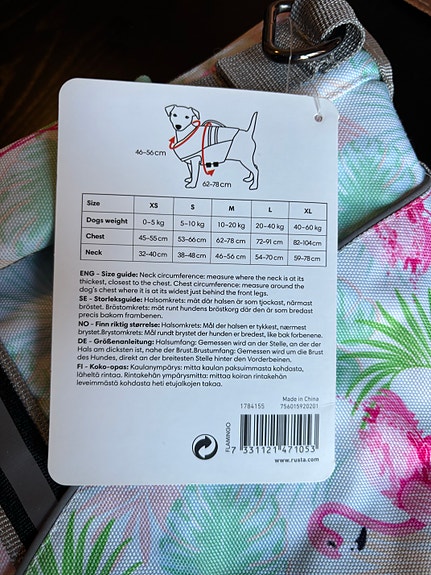 46-56cm
62-78cm
Size XS S M L XL
Dogs weight 0-5 kg 5-10 kg 10-20 kg 20-40 kg 40-60 kg
Chest 45-55 cm 53-66 cm 62-78 cm 72-91 cm 82-104cm
Neck 32-40 cm 38-48 cm 46-56 cm 54-70 cm 59-78 cm
ENG - Size guide: Neck circumference: measure where the neck is at its
thickest, closest to the chest. Chest circumference: measure around the
dog's chest where it is at its widest just behind the front legs.
SE - Storleksguide: Halsomkrets: mät där halsen är som tjockast, närmast
bröstet. Bröstomkrets: mät runt hundens bröstkorg där den är som bredast
precis bakom frambenen.
NO - Finn riktig størrelse: Halsomkrets: Mål der halsen er tykkest, nærmest
brystet.Brystomkrets: Mål rundt brystet der hunden er bredest, like bak forbenene.
DE - Größenanleitung: Halsumfang: Gemessen wird an der Stelle, an der der
Hals am dicksten ist, nahe der Brust.Brustumfang: Gemessen wird um die Brust
des Hundes, direkt an der breitesten Stelle hinter den Vorderbeinen.
FI - Koko-opas: Kaulanympärys: mittaa kaulan paksuimmasta kohdasta,
läheltä rintaa. Rintakehän ympärysmitta: mittaa koiran rintakehän
leveimmästä kohdasta heti etujalkojen takaa.
Made in China
1784155 756015920201
FLAMINGO
7 331121 471053
www.rusta.com